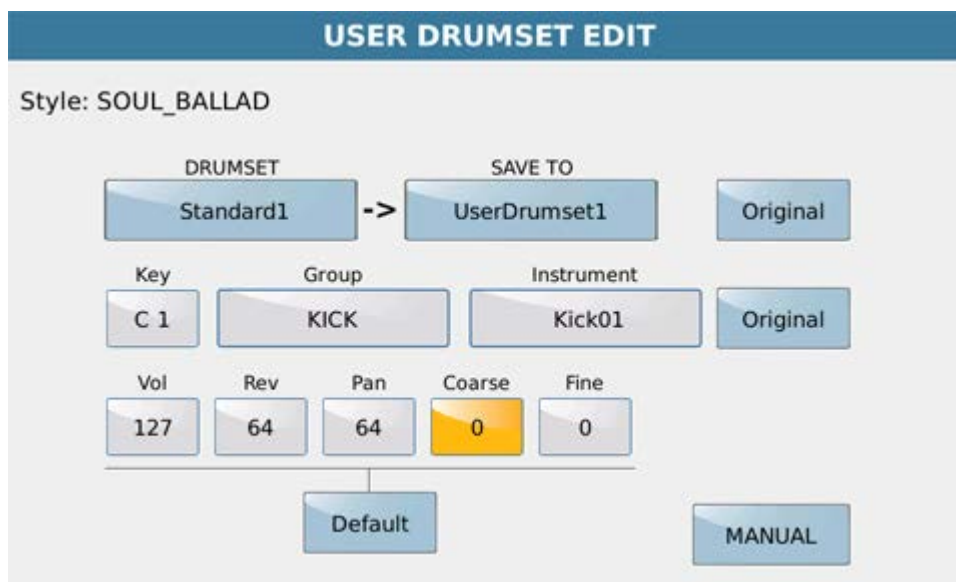 USER DRUMSET EDIT
Style: SOUL_BALLAD
DRUMSET SAVE TO
Standard1 -> UserDrumset1 Original
Key Group Instrument
C 1 KICK Kick01 Original
Vol Rev Pan Coarse Fine
127 64 64 0 0
Default
MANUAL